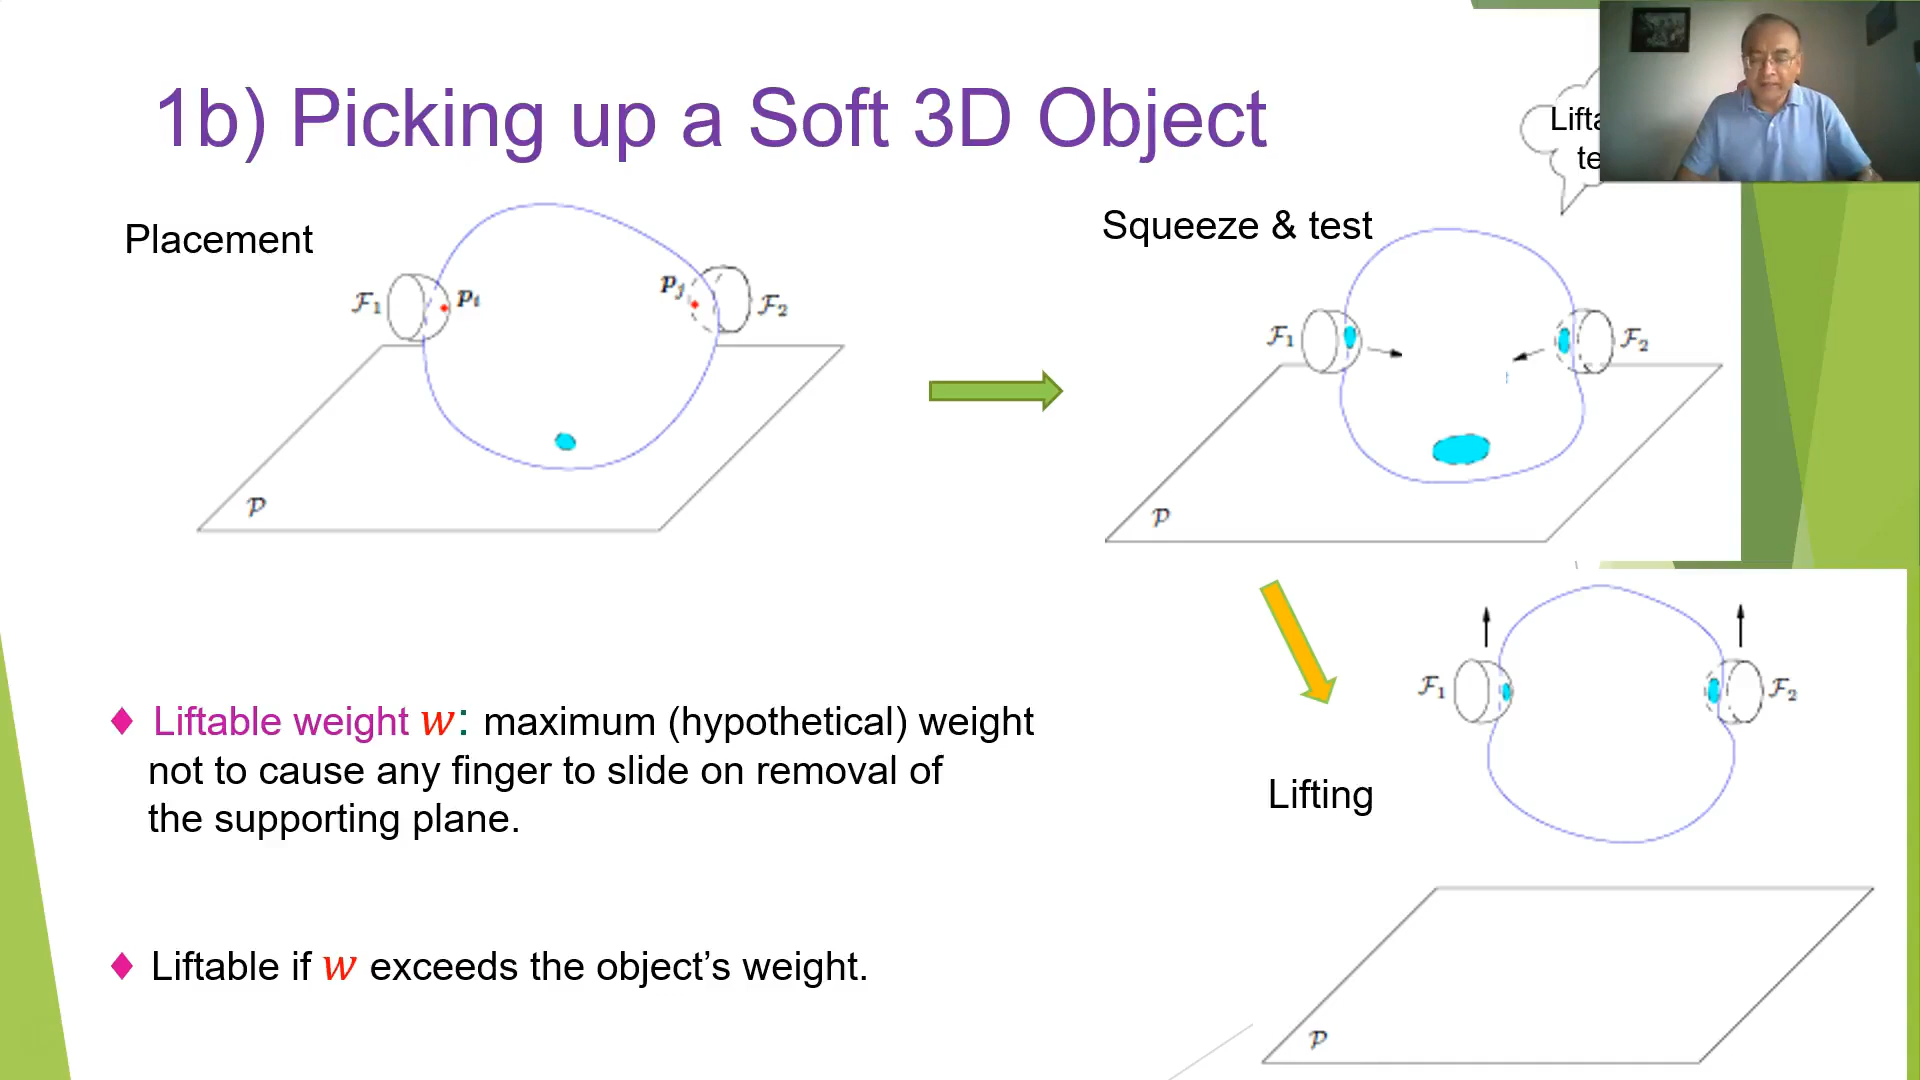 1b) Picking up a Soft 3D Object
Placement
Squeeze & test
F₁
pᵢ
pⱼ
F₂
P
F₁
F₂
P
Lifting
F₁
F₂
P
♦ Liftable weight w: maximum (hypothetical) weight
not to cause any finger to slide on removal of
the supporting plane.
♦ Liftable if w exceeds the object’s weight.